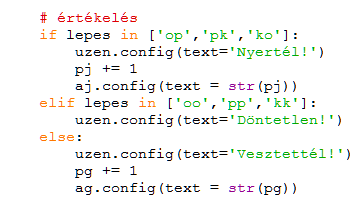 # értékelés
if lepes in ['op','pk','ko']:
    uzen.config(text='Nyertél!')
    pj += 1
    aj.config(text = str(pj))
elif lepes in ['oo','pp','kk']:
    uzen.config(text='Döntetlen!')
else:
    uzen.config(text='Vesztettél!')
    pg += 1
    ag.config(text = str(pg))